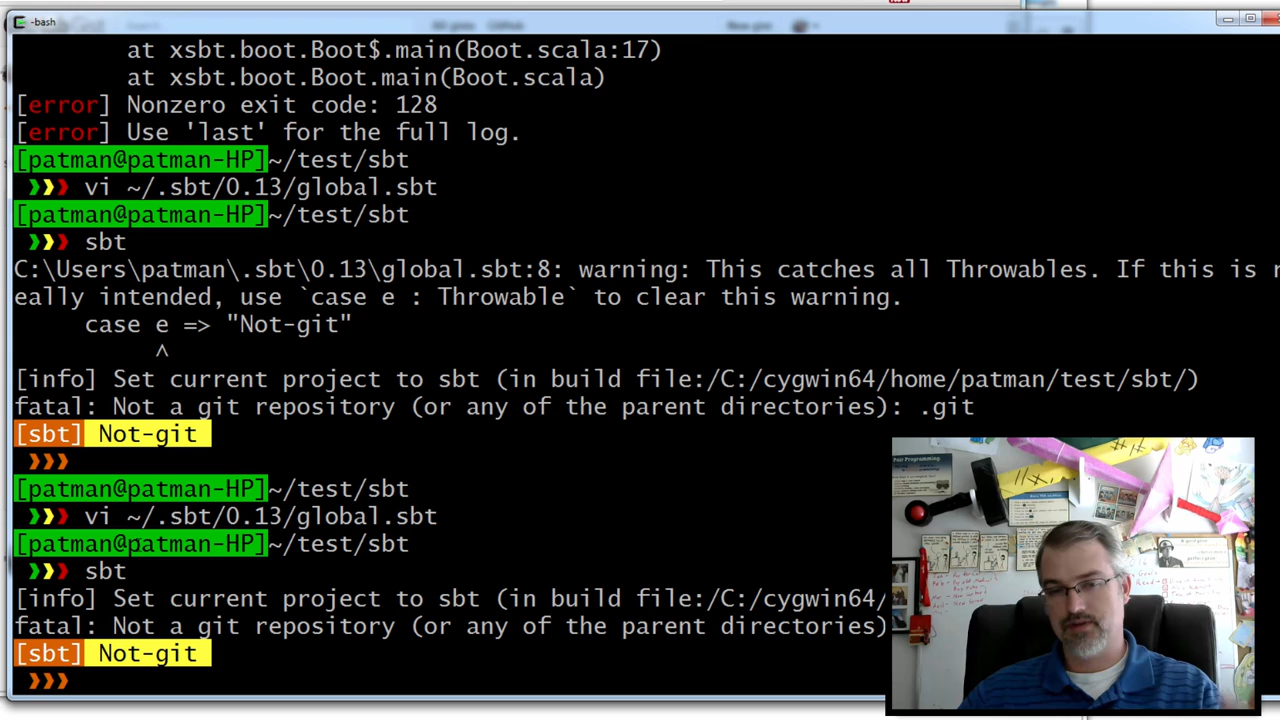 -bash
at xsbt.boot.Boot$.main(Boot.scala:17)
at xsbt.boot.Boot.main(Boot.scala)
[error] Nonzero exit code: 128
[error] Use 'last' for the full log.
[patman@patman-HP]~/test/sbt
❯❯❯ vi ~/.sbt/0.13/global.sbt
[patman@patman-HP]~/test/sbt
❯❯❯ sbt
C:\Users\patman\.sbt\0.13\global.sbt:8: warning: This catches all Throwables. If this is r
eally intended, use `case e : Throwable` to clear this warning.
case e => "Not-git"
^
[info] Set current project to sbt (in build file:/C:/cygwin64/home/patman/test/sbt/)
fatal: Not a git repository (or any of the parent directories): .git
[sbt] Not-git
❯❯❯
[patman@patman-HP]~/test/sbt
❯❯❯ vi ~/.sbt/0.13/global.sbt
[patman@patman-HP]~/test/sbt
❯❯❯ sbt
[info] Set current project to sbt (in build file:/C:/cygwin64/
fatal: Not a git repository (or any of the parent directories)
[sbt] Not-git
❯❯❯
Pair Programming